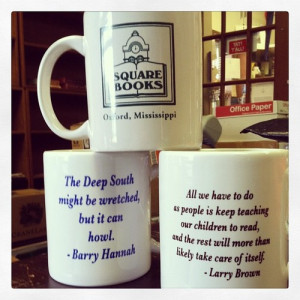 SQUARE
BOOKS
Oxford, Mississippi
Office Paper
The Deep South
might be wretched,
but it can
howl.
- Barry Hannah
All we have to do
as people is keep teaching
our children to read,
and the rest will more than
likely take care of itself.
- Larry Brown